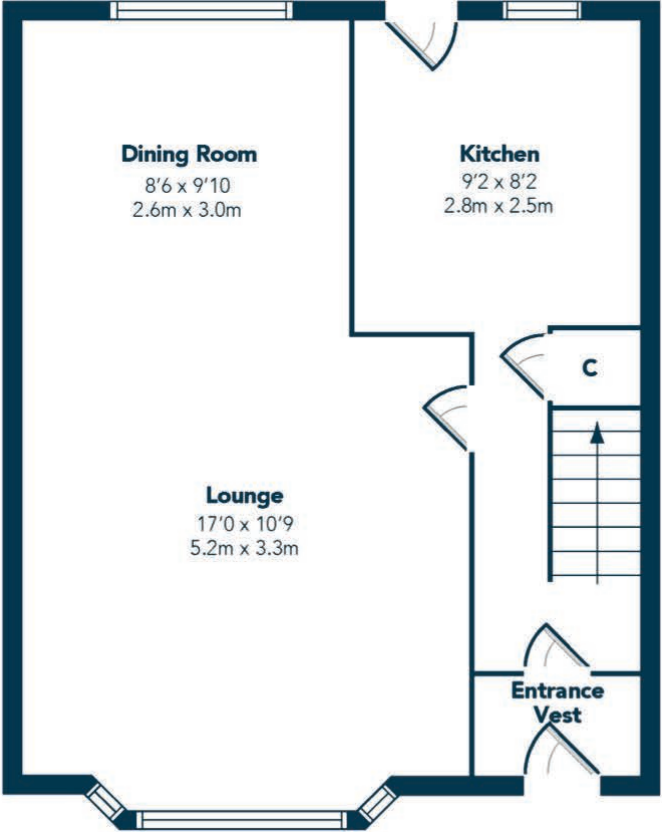 Dining Room
8'6 x 9'10
2.6m x 3.0m
Kitchen
9'2 x 8'2
2.8m x 2.5m
C
Lounge
17'0 x 10'9
5.2m x 3.3m
Entrance
Vest